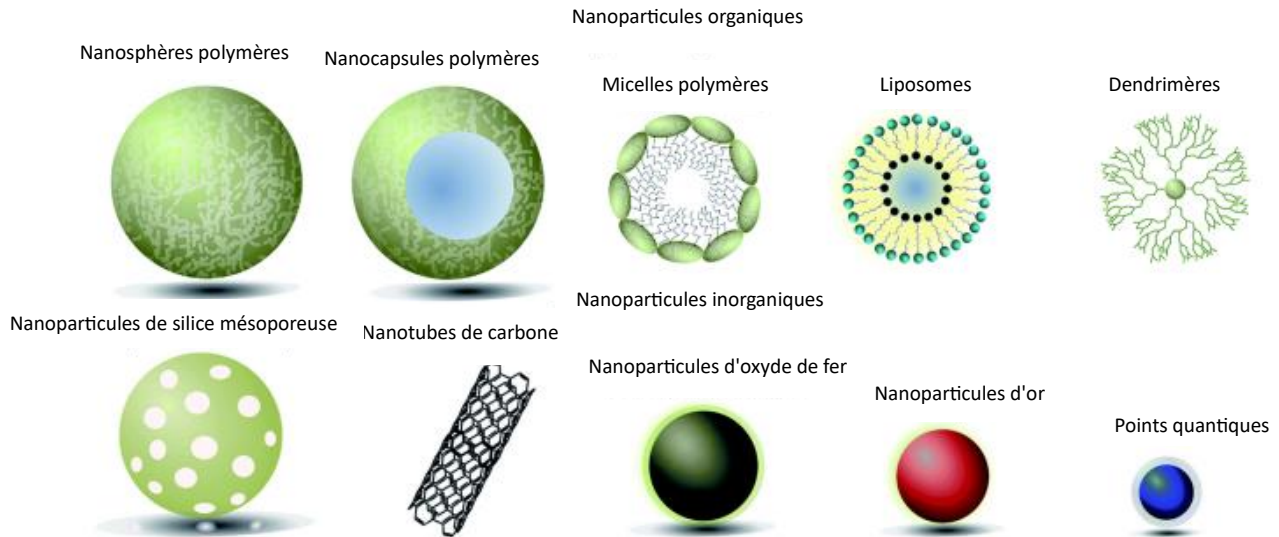 Nanoparticules organiques
Nanosphères polymères
Nanocapsules polymères
Micelles polymères
Liposomes
Dendrimères
Nanoparticules inorganiques
Nanoparticules de silice mésoporeuse
Nanotubes de carbone
Nanoparticules d'oxyde de fer
Nanoparticules d'or
Points quantiques